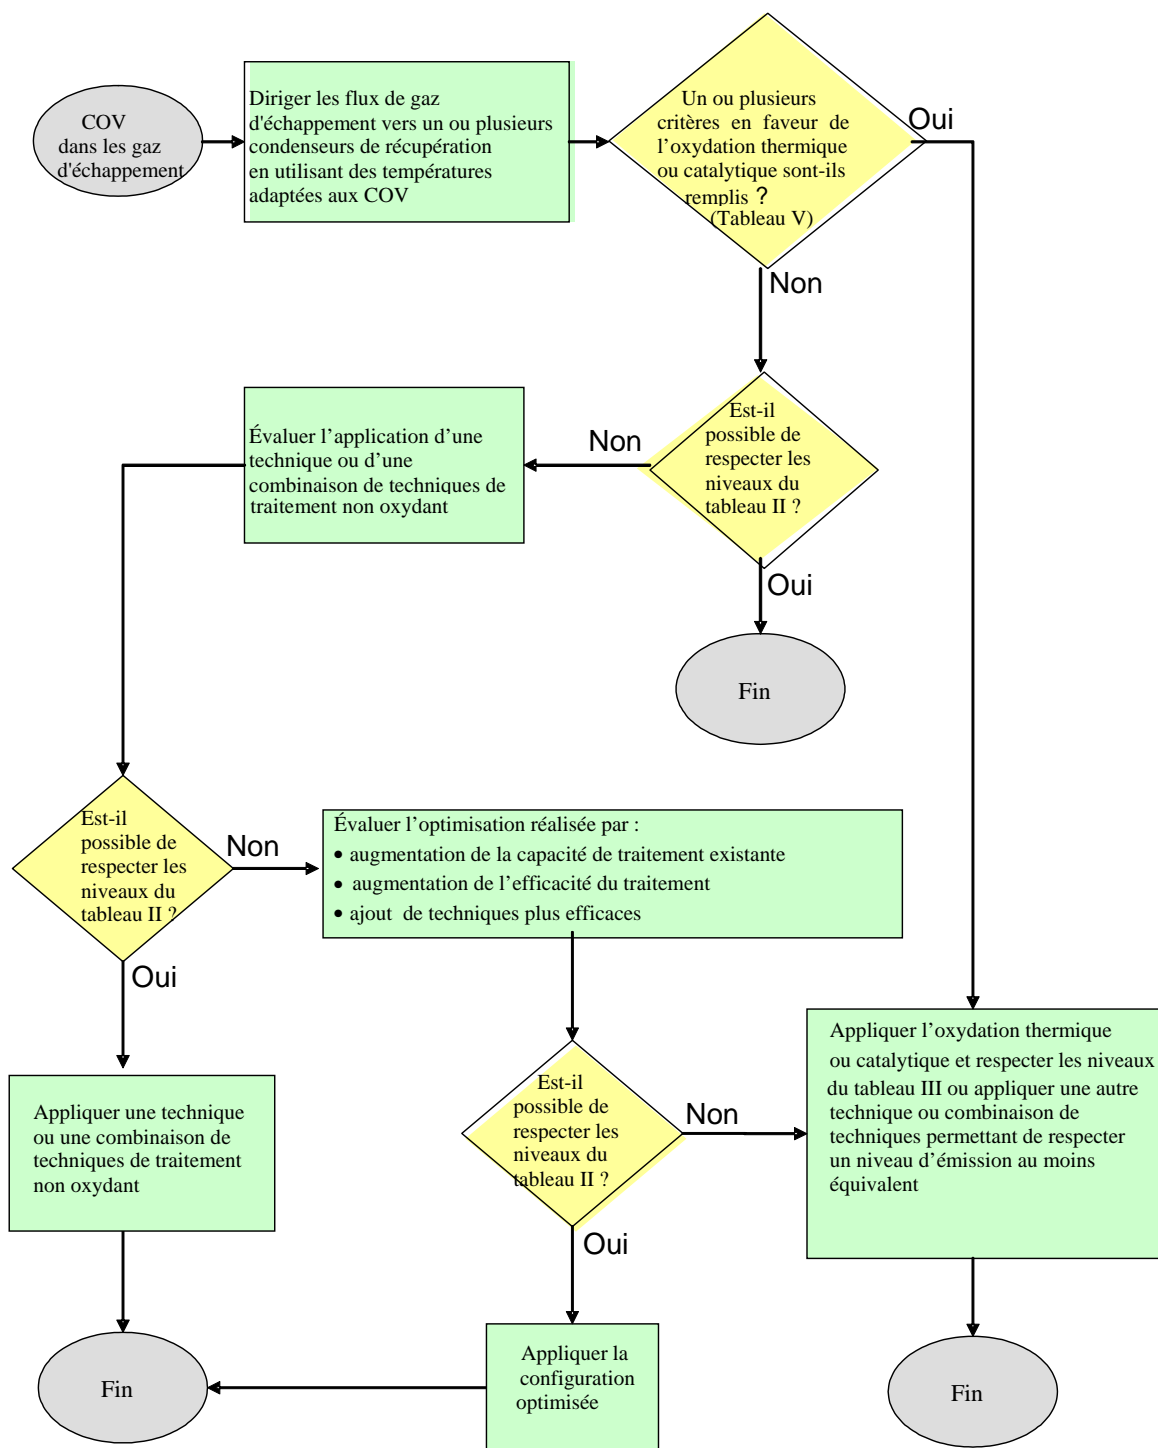 COV
dans les gaz
d'échappement
Diriger les flux de gaz
d'échappement vers un ou plusieurs
condenseurs de récupération
en utilisant des températures
adaptées aux COV
Un ou plusieurs
critères en faveur de
l’oxydation thermique
ou catalytique sont-ils
remplis ?
(Tableau V)
Oui
Non
Est-il
possible de
respecter les
niveaux du
tableau II ?
Non
Oui
Évaluer l’application d’une
technique ou d’une
combinaison de techniques de
traitement non oxydant
Fin
Est-il
possible de
respecter les
niveaux du
tableau II ?
Non
Oui
Évaluer l’optimisation réalisée par :
• augmentation de la capacité de traitement existante
• augmentation de l’efficacité du traitement
• ajout de techniques plus efficaces
Appliquer une technique
ou une combinaison de
techniques de traitement
non oxydant
Est-il
possible de
respecter les
niveaux du
tableau II ?
Non
Oui
Appliquer l’oxydation thermique
ou catalytique et respecter les niveaux
du tableau III ou appliquer une autre
technique ou combinaison de
techniques permettant de respecter
un niveau d’émission au moins
équivalent
Fin
Appliquer la
configuration
optimisée
Fin